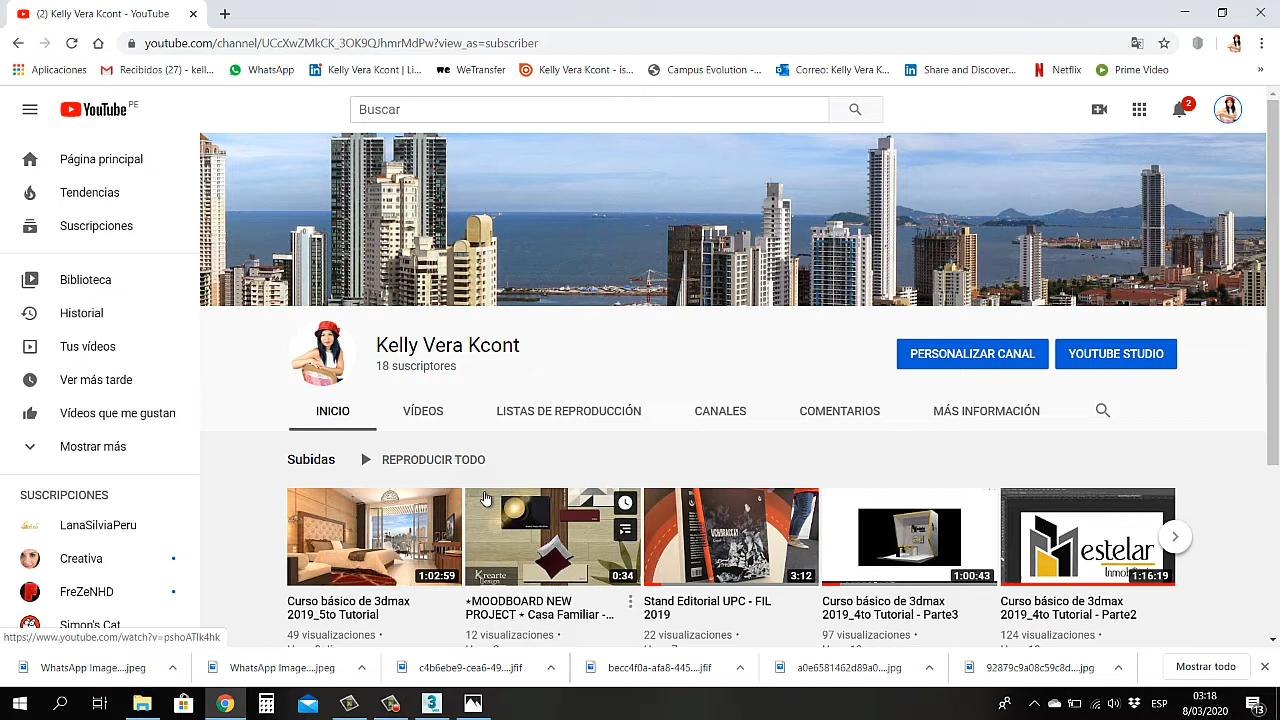 (2) Kelly Vera Kcont - YouTube
youtube.com/channel/UCcXwZMkCK_3OK9QJhmrMdPw?view_as=subscriber
Aplicaciones
Recibidos (27) - kell...
WhatsApp
Kelly Vera Kcont | Li...
WeTransfer
Kelly Vera Kcont - is...
Campus Evolution -...
Correo: Kelly Vera K...
Share and Discover...
Netflix
Prime Video
»
YouTube PE
Buscar
2
Página principal
Tendencias
Suscripciones
Biblioteca
Historial
Tus vídeos
Ver más tarde
Vídeos que me gustan
Mostrar más
SUSCRIPCIONES
LanaSilviaPeru
Creativa
FreZeNHD
Simon's Cat
https://www.youtube.com/watch?v=pshoATlk4hk
Kelly Vera Kcont
18 suscriptores
PERSONALIZAR CANAL
YOUTUBE STUDIO
INICIO
VÍDEOS
LISTAS DE REPRODUCCIÓN
CANALES
COMENTARIOS
MÁS INFORMACIÓN
Subidas
REPRODUCIR TODO
1:02:59
Krearte
Design
0:34
3:12
1:00:43
estelar
Inmobi
1:16:19
Curso básico de 3dmax
2019_5to Tutorial
49 visualizaciones •
⋆MOODBOARD NEW
PROJECT ⋆ Casa Familiar -...
12 visualizaciones •
Stand Editorial UPC - FIL
2019
22 visualizaciones •
Curso básico de 3dmax
2019_4to Tutorial - Parte3
97 visualizaciones •
Curso básico de 3dmax
2019_4to Tutorial - Parte2
124 visualizaciones •
WhatsApp Image....jpeg
WhatsApp Image....jpeg
c4b6ebe9-cea6-49....jfif
becc4f0a-afa8-445....jfif
a0e6581462d89a0....jpg
92879c9a08c59c8d....jpg
Mostrar todo
ESP
03:18
8/03/2020